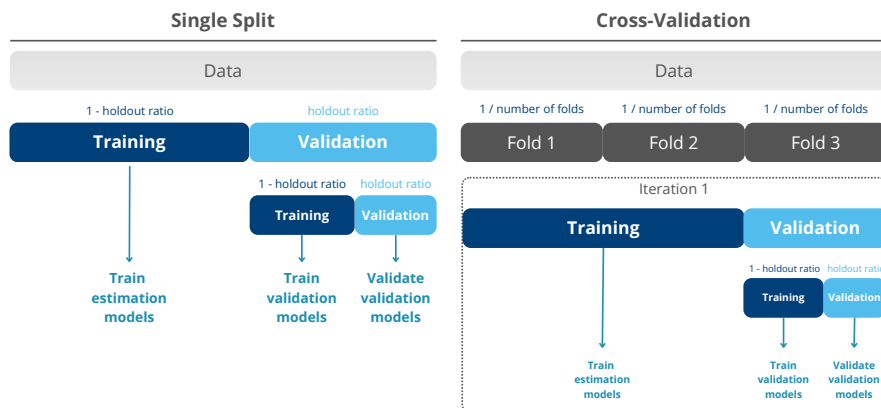 Single Split
Data
1 - holdout ratio
holdout ratio
Training
Validation
1 - holdout ratio
holdout ratio
Training
Validation
Train
estimation
models
Train
validation
models
Validate
validation
models
Cross-Validation
Data
1 / number of folds
1 / number of folds
1 / number of folds
Fold 1
Fold 2
Fold 3
Iteration 1
Training
Validation
1 - holdout ratio
holdout ratio
Training
Validation
Train
estimation
models
Train
validation
models
Validate
validation
models